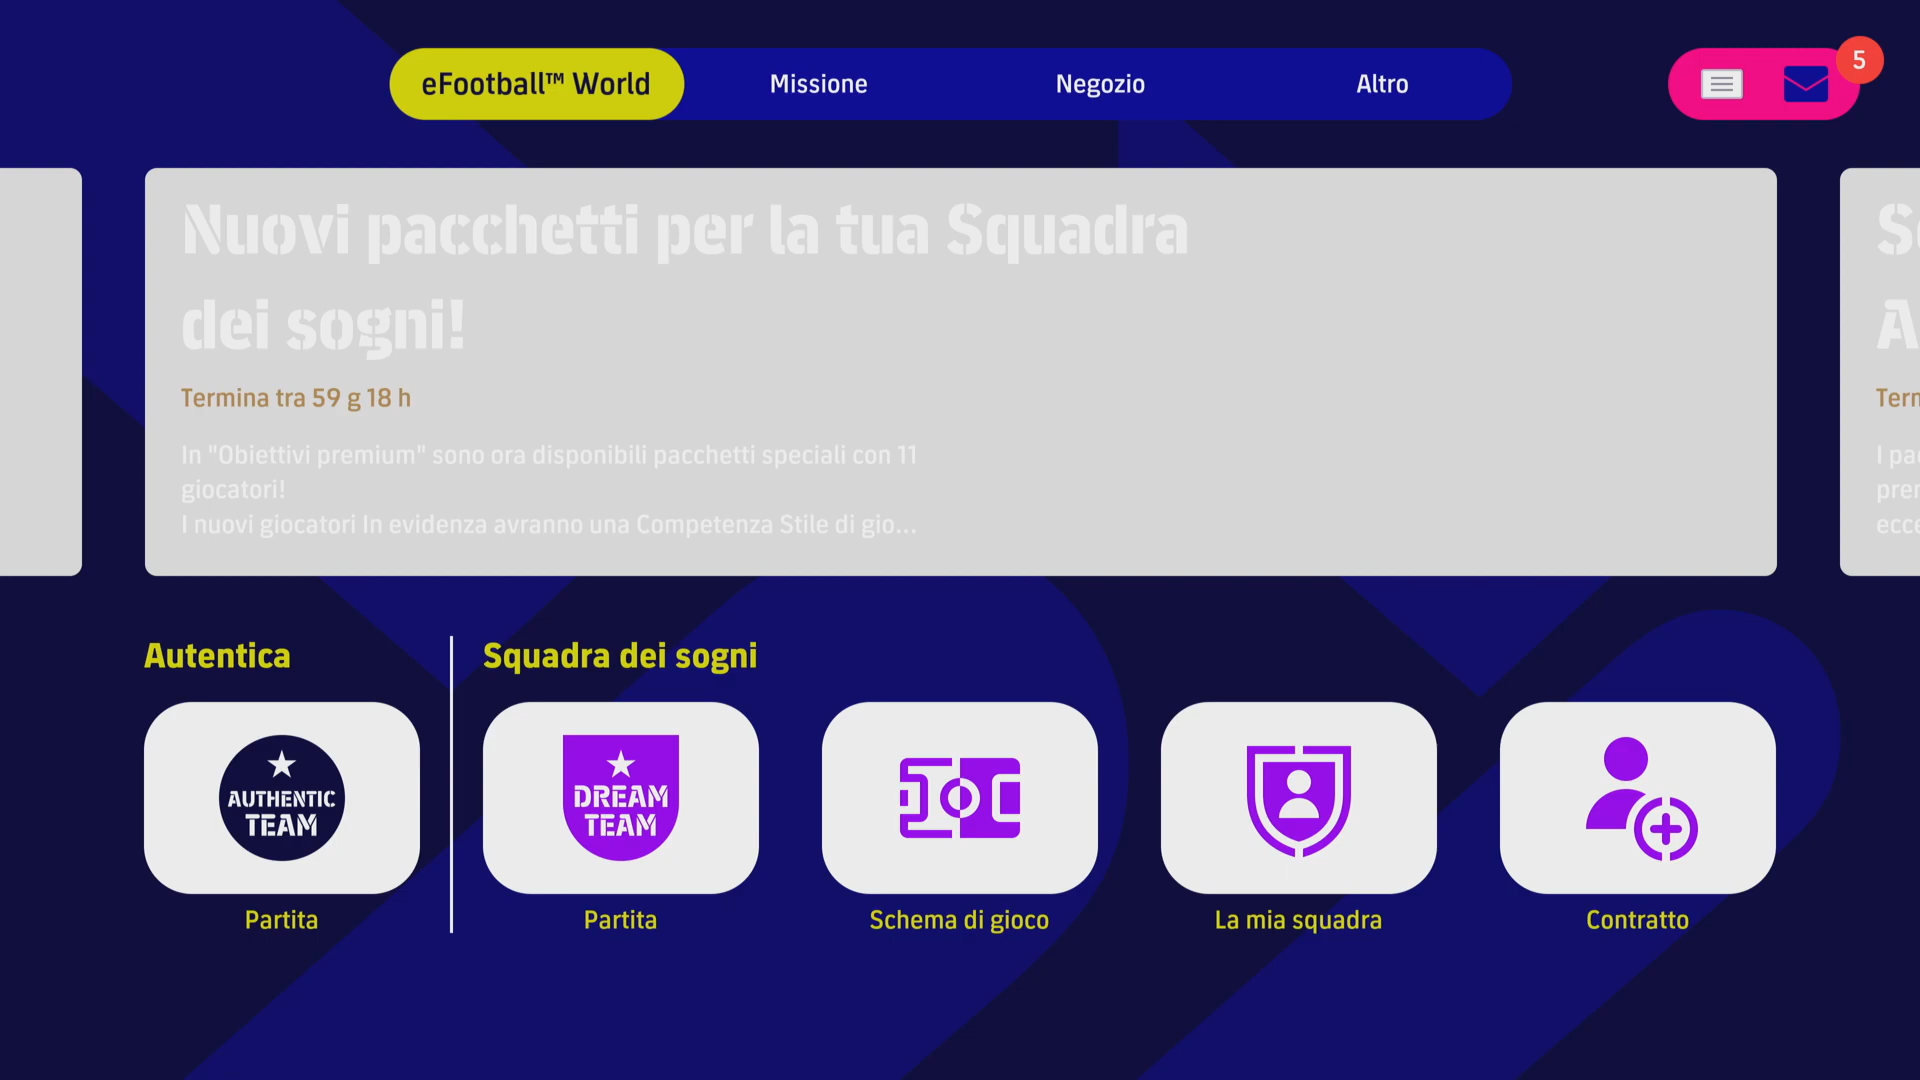 eFootball™ World
Missione
Negozio
Altro
5
Nuovi pacchetti per la tua Squadra
dei sogni!
Termina tra 59 g 18 h
In "Obiettivi premium" sono ora disponibili pacchetti speciali con 11
giocatori!
I nuovi giocatori In evidenza avranno una Competenza Stile di gio...
Autentica
Squadra dei sogni
AUTHENTIC
TEAM
DREAM
TEAM
Partita
Partita
Schema di gioco
La mia squadra
Contratto